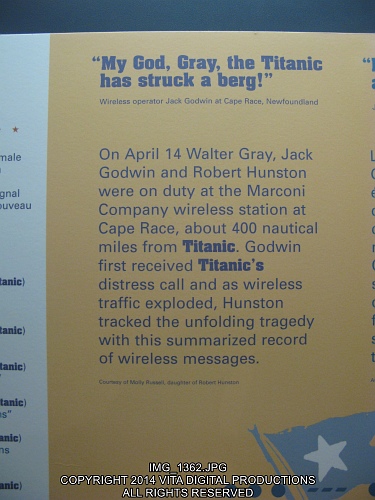 "My God, Gray, the Titanic
has struck a berg!"
Wireless operator Jack Godwin at Cape Race, Newfoundland
On April 14 Walter Gray, Jack
Godwin and Robert Hunston
were on duty at the Marconi
Company wireless station at
Cape Race, about 400 nautical
miles from Titanic. Godwin
first received Titanic's
distress call and as wireless
traffic exploded, Hunston
tracked the unfolding tragedy
with this summarized record
of wireless messages.
Courtesy of Molly Russell, daughter of Robert Hunston
male
gnal
ouveau
tanic)
tanic)
tanic)
tanic)
s"
anic)
ns
anic)
IMG_1362.JPG
COPYRIGHT 2014 VITA DIGITAL PRODUCTIONS
ALL RIGHTS RESERVED